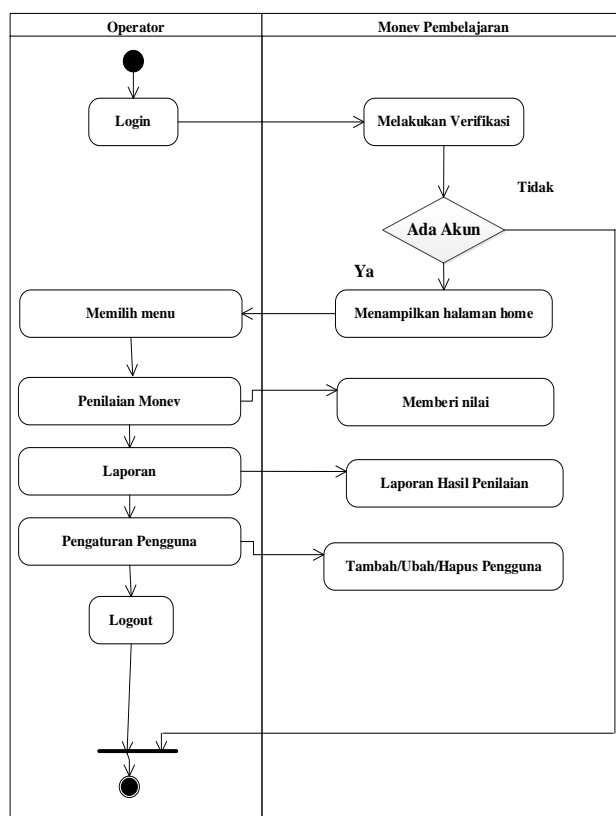 Operator
Monev Pembelajaran
Login
Melakukan Verifikasi
Tidak
Ada Akun
Ya
Memilih menu
Menampilkan halaman home
Penilaian Monev
Memberi nilai
Laporan
Laporan Hasil Penilaian
Pengaturan Pengguna
Tambah/Ubah/Hapus Pengguna
Logout